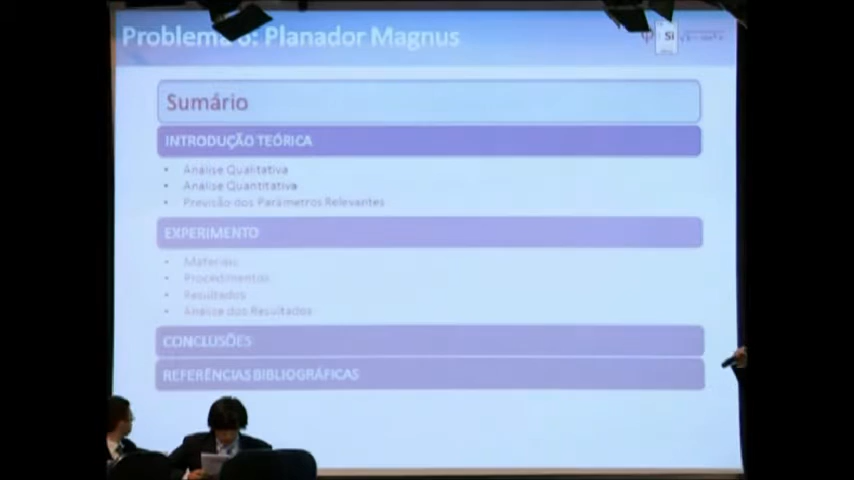 Problema 6: Planador Magnus
Si
Sumário
INTRODUÇÃO TEÓRICA
• Análise Qualitativa
• Análise Quantitativa
• Previsão dos Parâmetros Relevantes
EXPERIMENTO
• Materiais
• Procedimentos
• Resultados
• Análise dos Resultados
CONCLUSÕES
REFERÊNCIAS BIBLIOGRÁFICAS